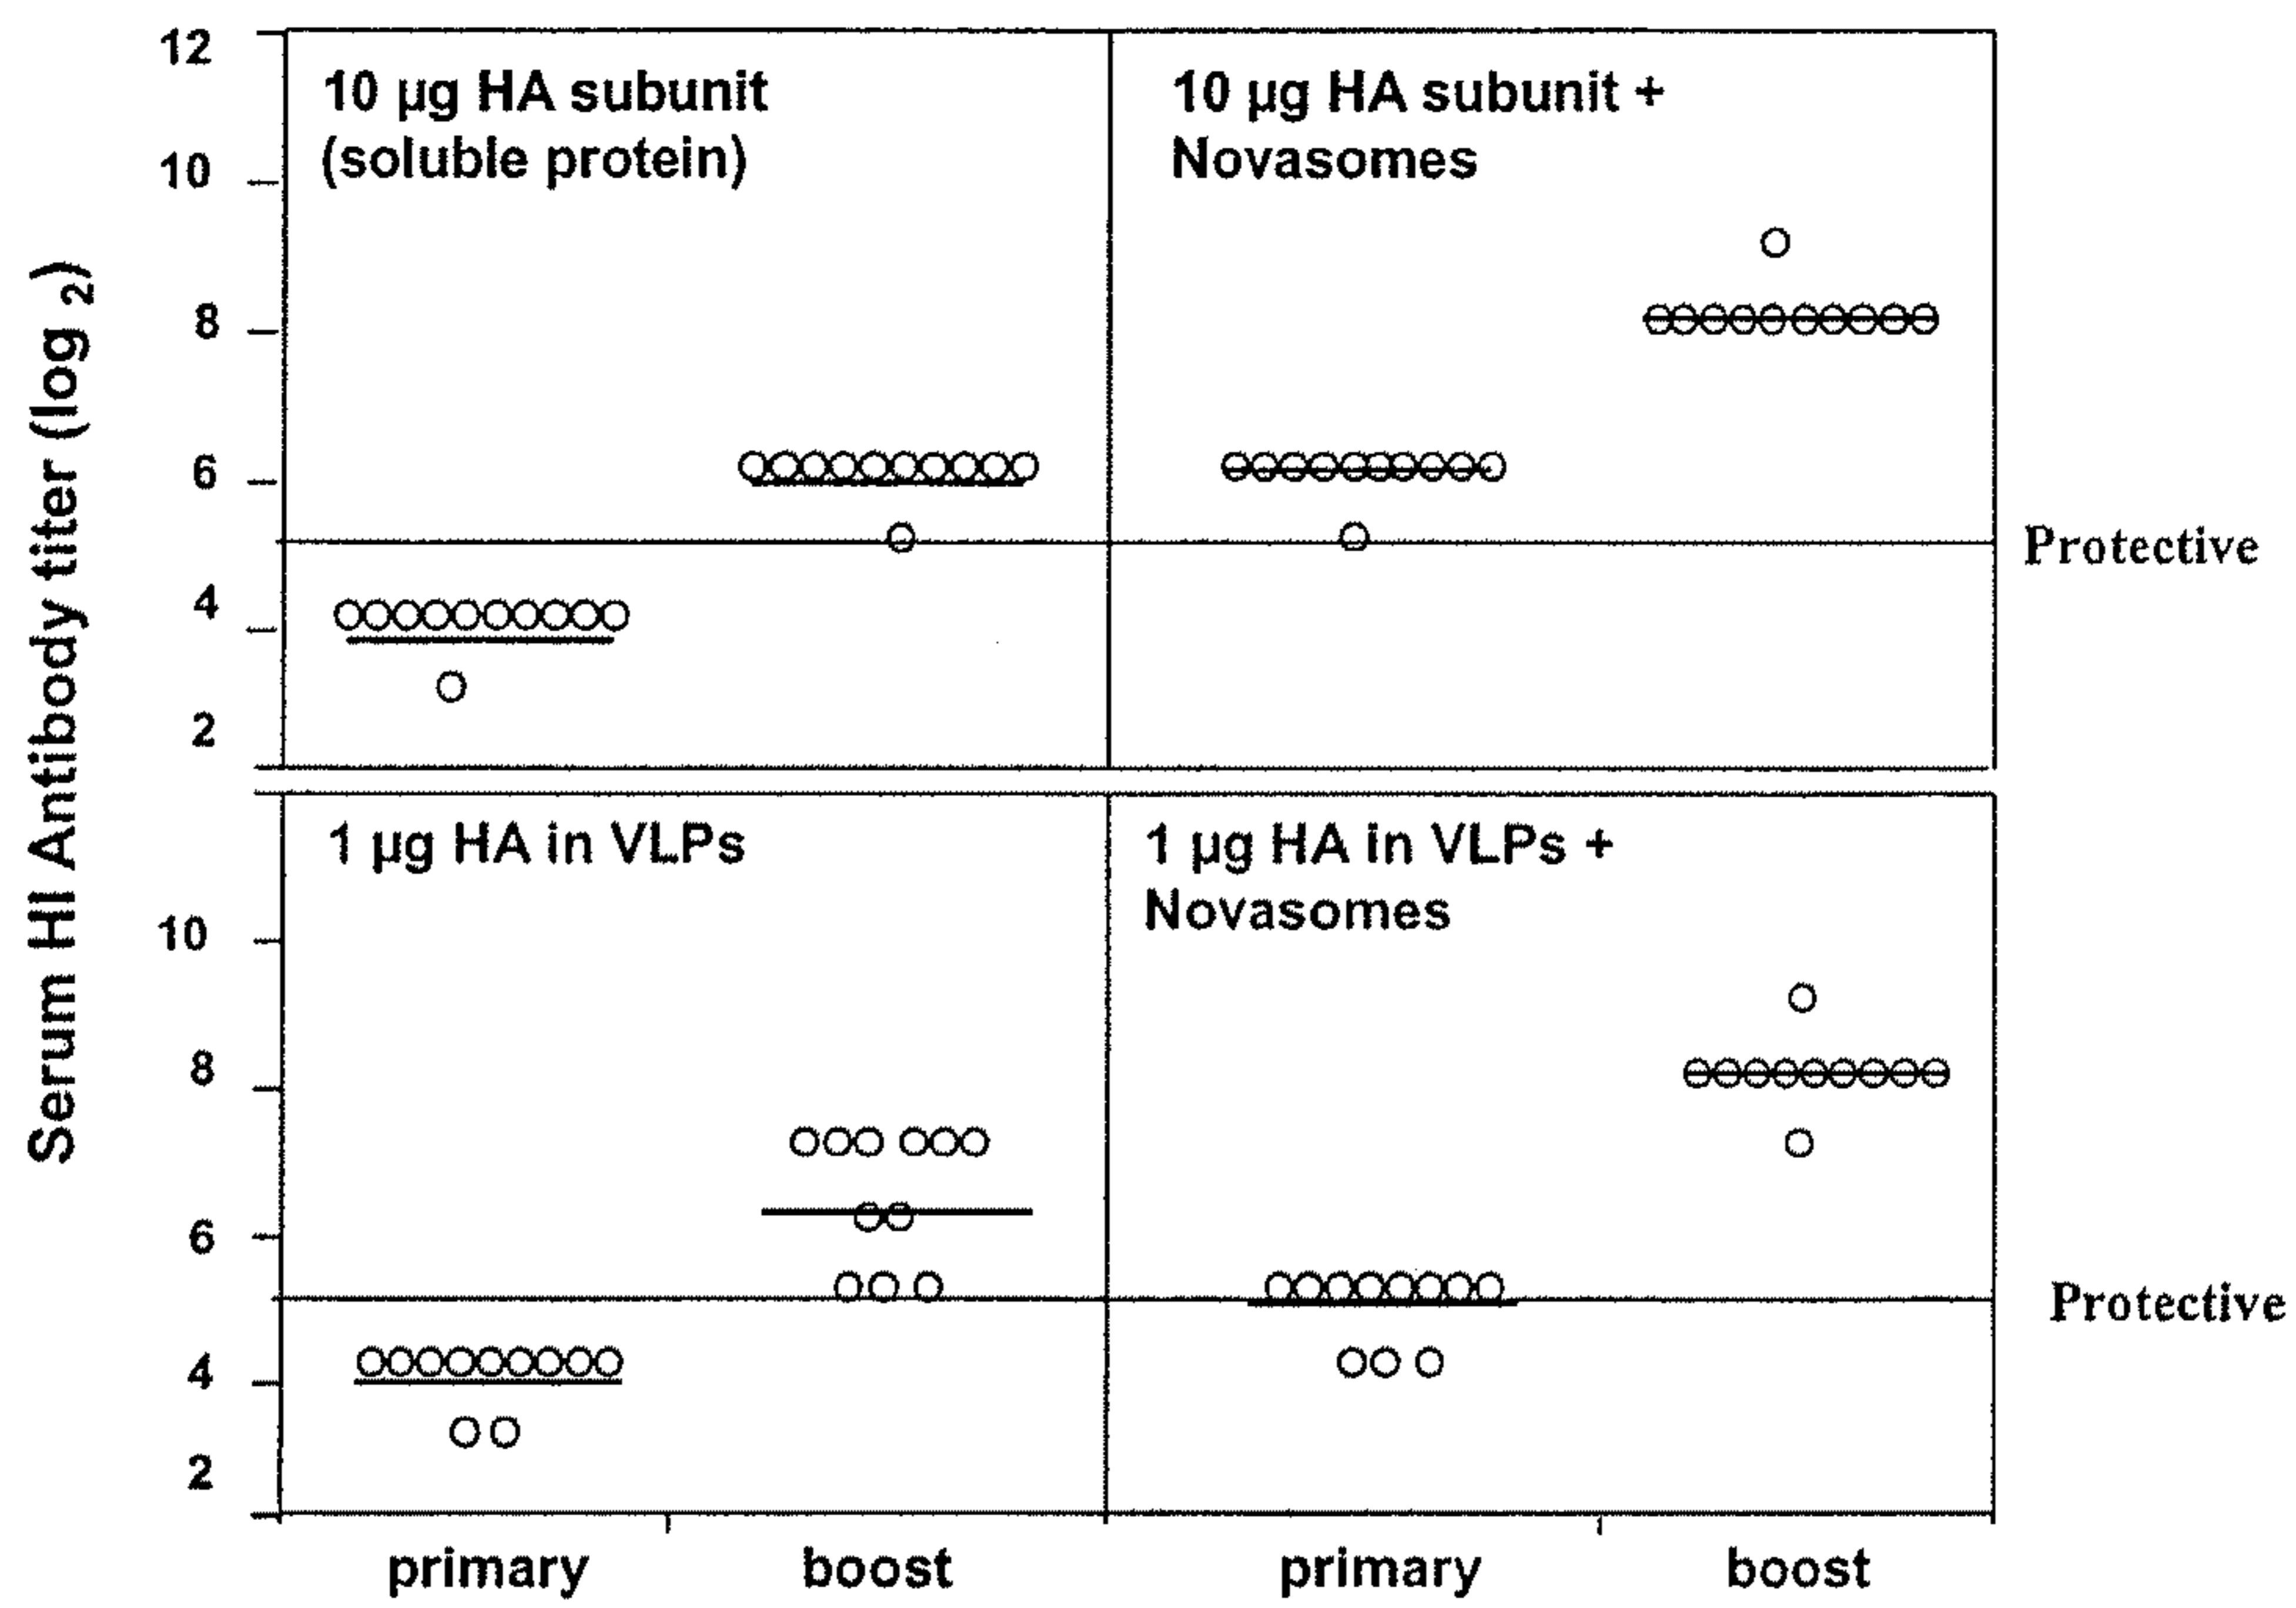 Serum HI Antibody titer (log 2)
12
10
8
6
4
2
10 µg HA subunit
(soluble protein)
10 µg HA subunit +
Novasomes
Protective
10
8
6
4
2
1 µg HA in VLPs
1 µg HA in VLPs +
Novasomes
Protective
primary
boost
primary
boost